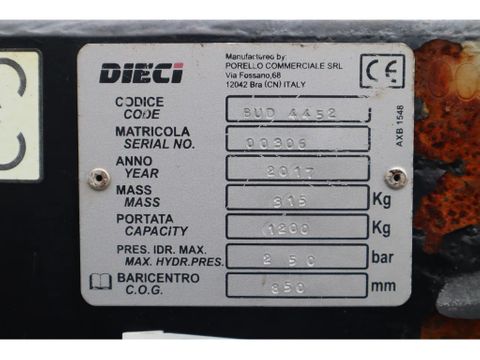 DIECI
Manufactured by:
PORELLO COMMERCIALE SRL
Via Fossano,68
12042 Bra (CN) ITALY
CE
AXB 1548
CODICE
CODE BUD 4452
MATRICOLA
SERIAL NO. 00306
ANNO
YEAR 2017
MASS
MASS 315 Kg
PORTATA
CAPACITY 1200 Kg
PRES. IDR. MAX.
MAX. HYDR.PRES. 250 bar
BARICENTRO
C.O.G. 850 mm